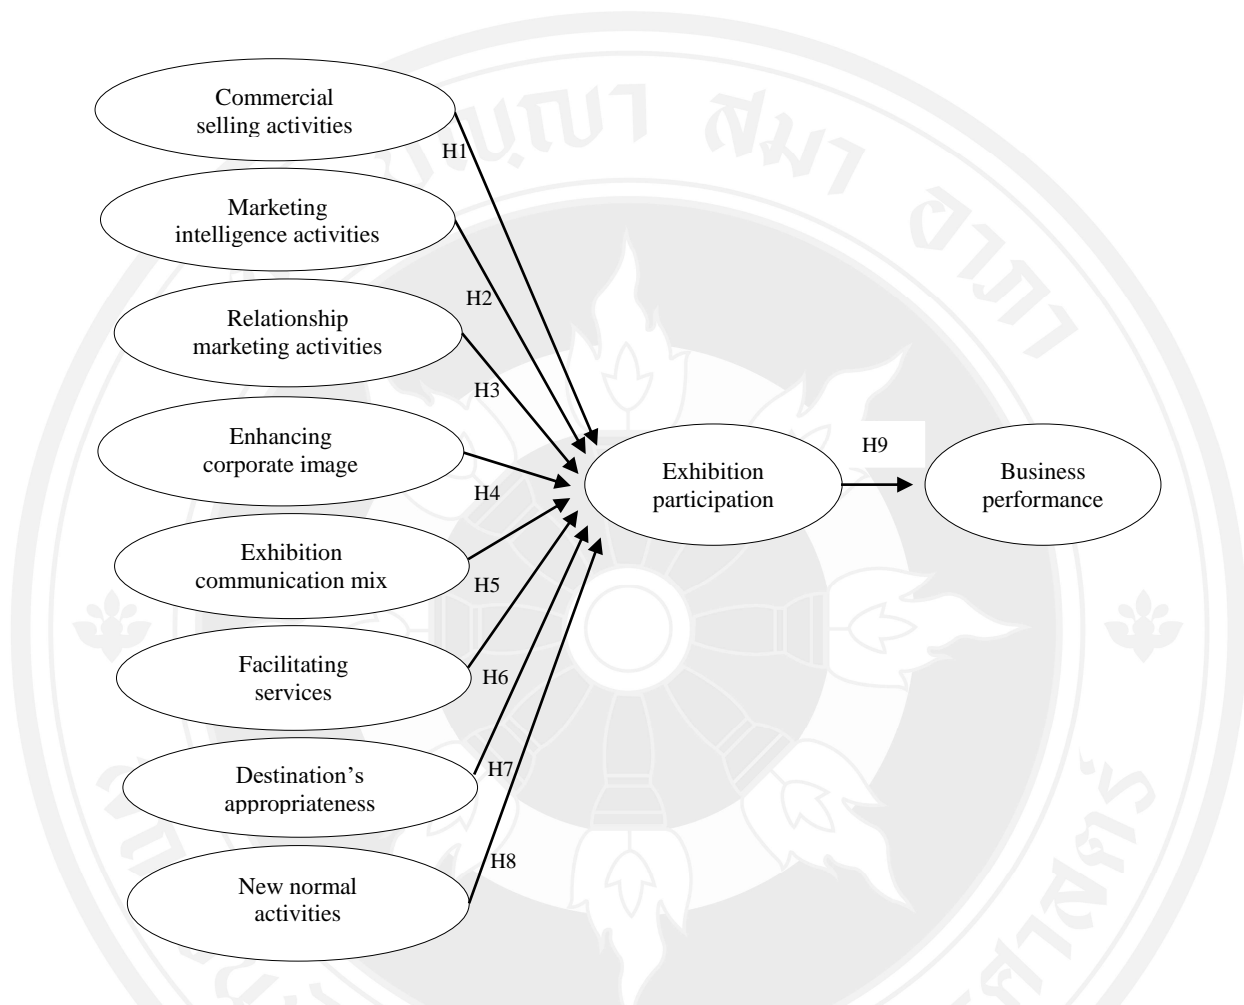 Commercial
selling activities
H1
Marketing
intelligence activities
H2
Relationship
marketing activities
H3
Enhancing
corporate image
H4
Exhibition
communication mix
H5
Facilitating
services
H6
Destination's
appropriateness
H7
New normal
activities
H8
Exhibition
participation
H9
Business
performance